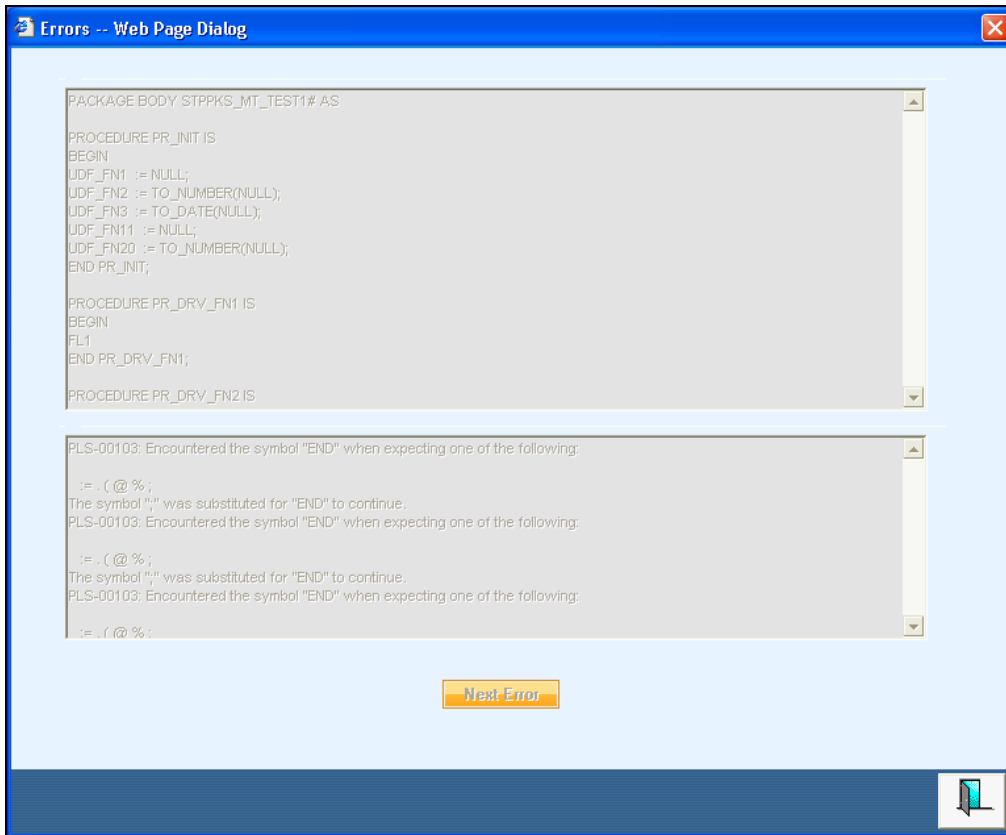 Errors -- Web Page Dialog
PACKAGE BODY STPPKS_MT_TEST1# AS
PROCEDURE PR_INIT IS
BEGIN
UDF_FN1 := NULL;
UDF_FN2 := TO_NUMBER(NULL);
UDF_FN3 := TO_DATE(NULL);
UDF_FN11 := NULL;
UDF_FN20 := TO_NUMBER(NULL);
END PR_INIT;
PROCEDURE PR_DRV_FN1 IS
BEGIN
FL1
END PR_DRV_FN1;
PROCEDURE PR_DRV_FN2 IS
PLS-00103: Encountered the symbol "END" when expecting one of the following:
:= . ( @ % ;
The symbol ";" was substituted for "END" to continue.
PLS-00103: Encountered the symbol "END" when expecting one of the following:
:= . ( @ % ;
The symbol ";" was substituted for "END" to continue.
PLS-00103: Encountered the symbol "END" when expecting one of the following:
:= . ( @ % ;
Next Error